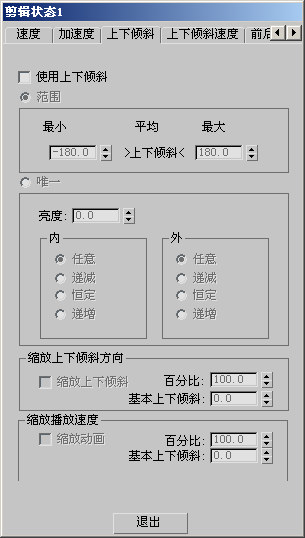 剪辑状态1
速度 加速度 上下倾斜 上下倾斜速度 前后
使用上下倾斜
范围
最小 平均 最大
-180.0 >上下倾斜< 180.0
唯一
亮度: 0.0
内 外
任意 任意
递减 递减
恒定 恒定
递增 递增
缩放上下倾斜方向
缩放上下倾斜 百分比: 100.0
基本上下倾斜: 0.0
缩放播放速度
缩放动画 百分比: 100.0
基本上下倾斜: 0.0
退出